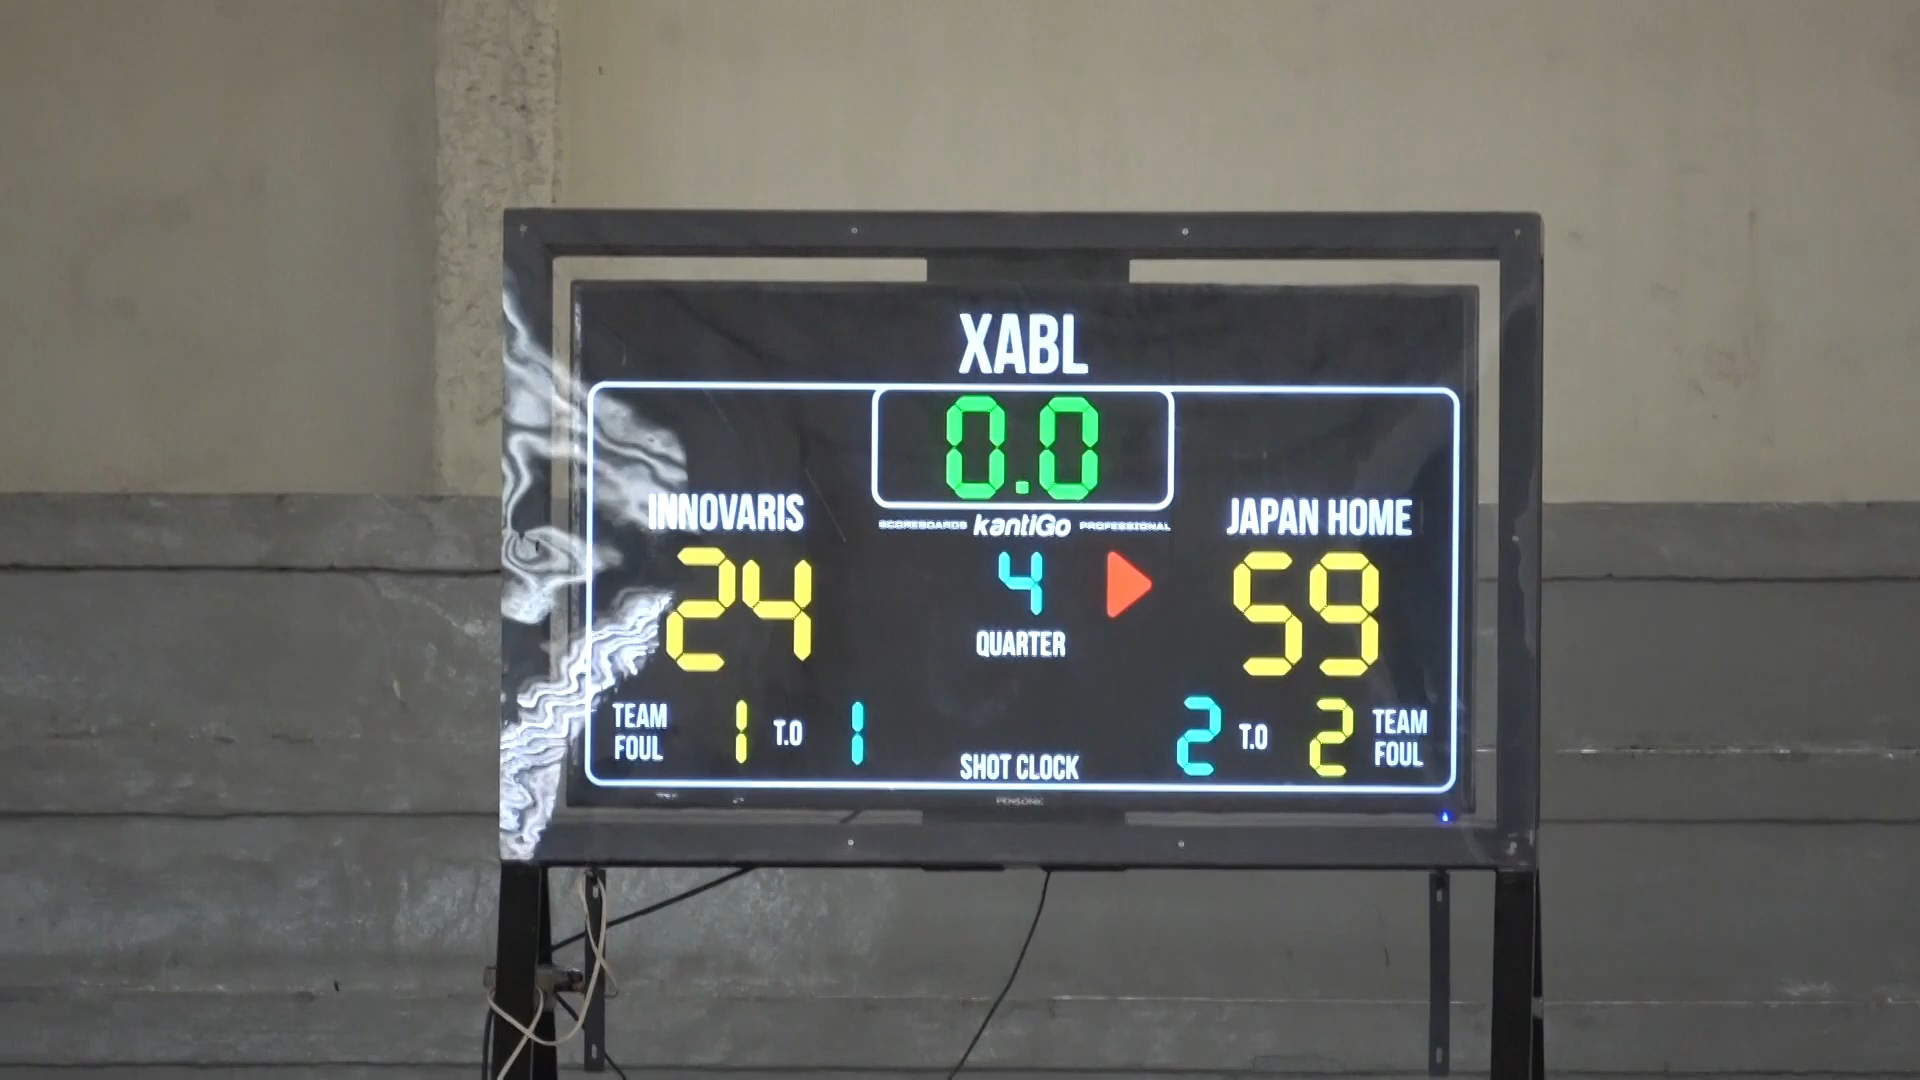 XABL
0.0
INNOVARIS
SCOREBOARDS kantiGo PROFESSIONAL
JAPAN HOME
24
4
59
QUARTER
TEAM FOUL 1 T.O 1
2 T.O 2 TEAM FOUL
SHOT CLOCK
PENSONIC